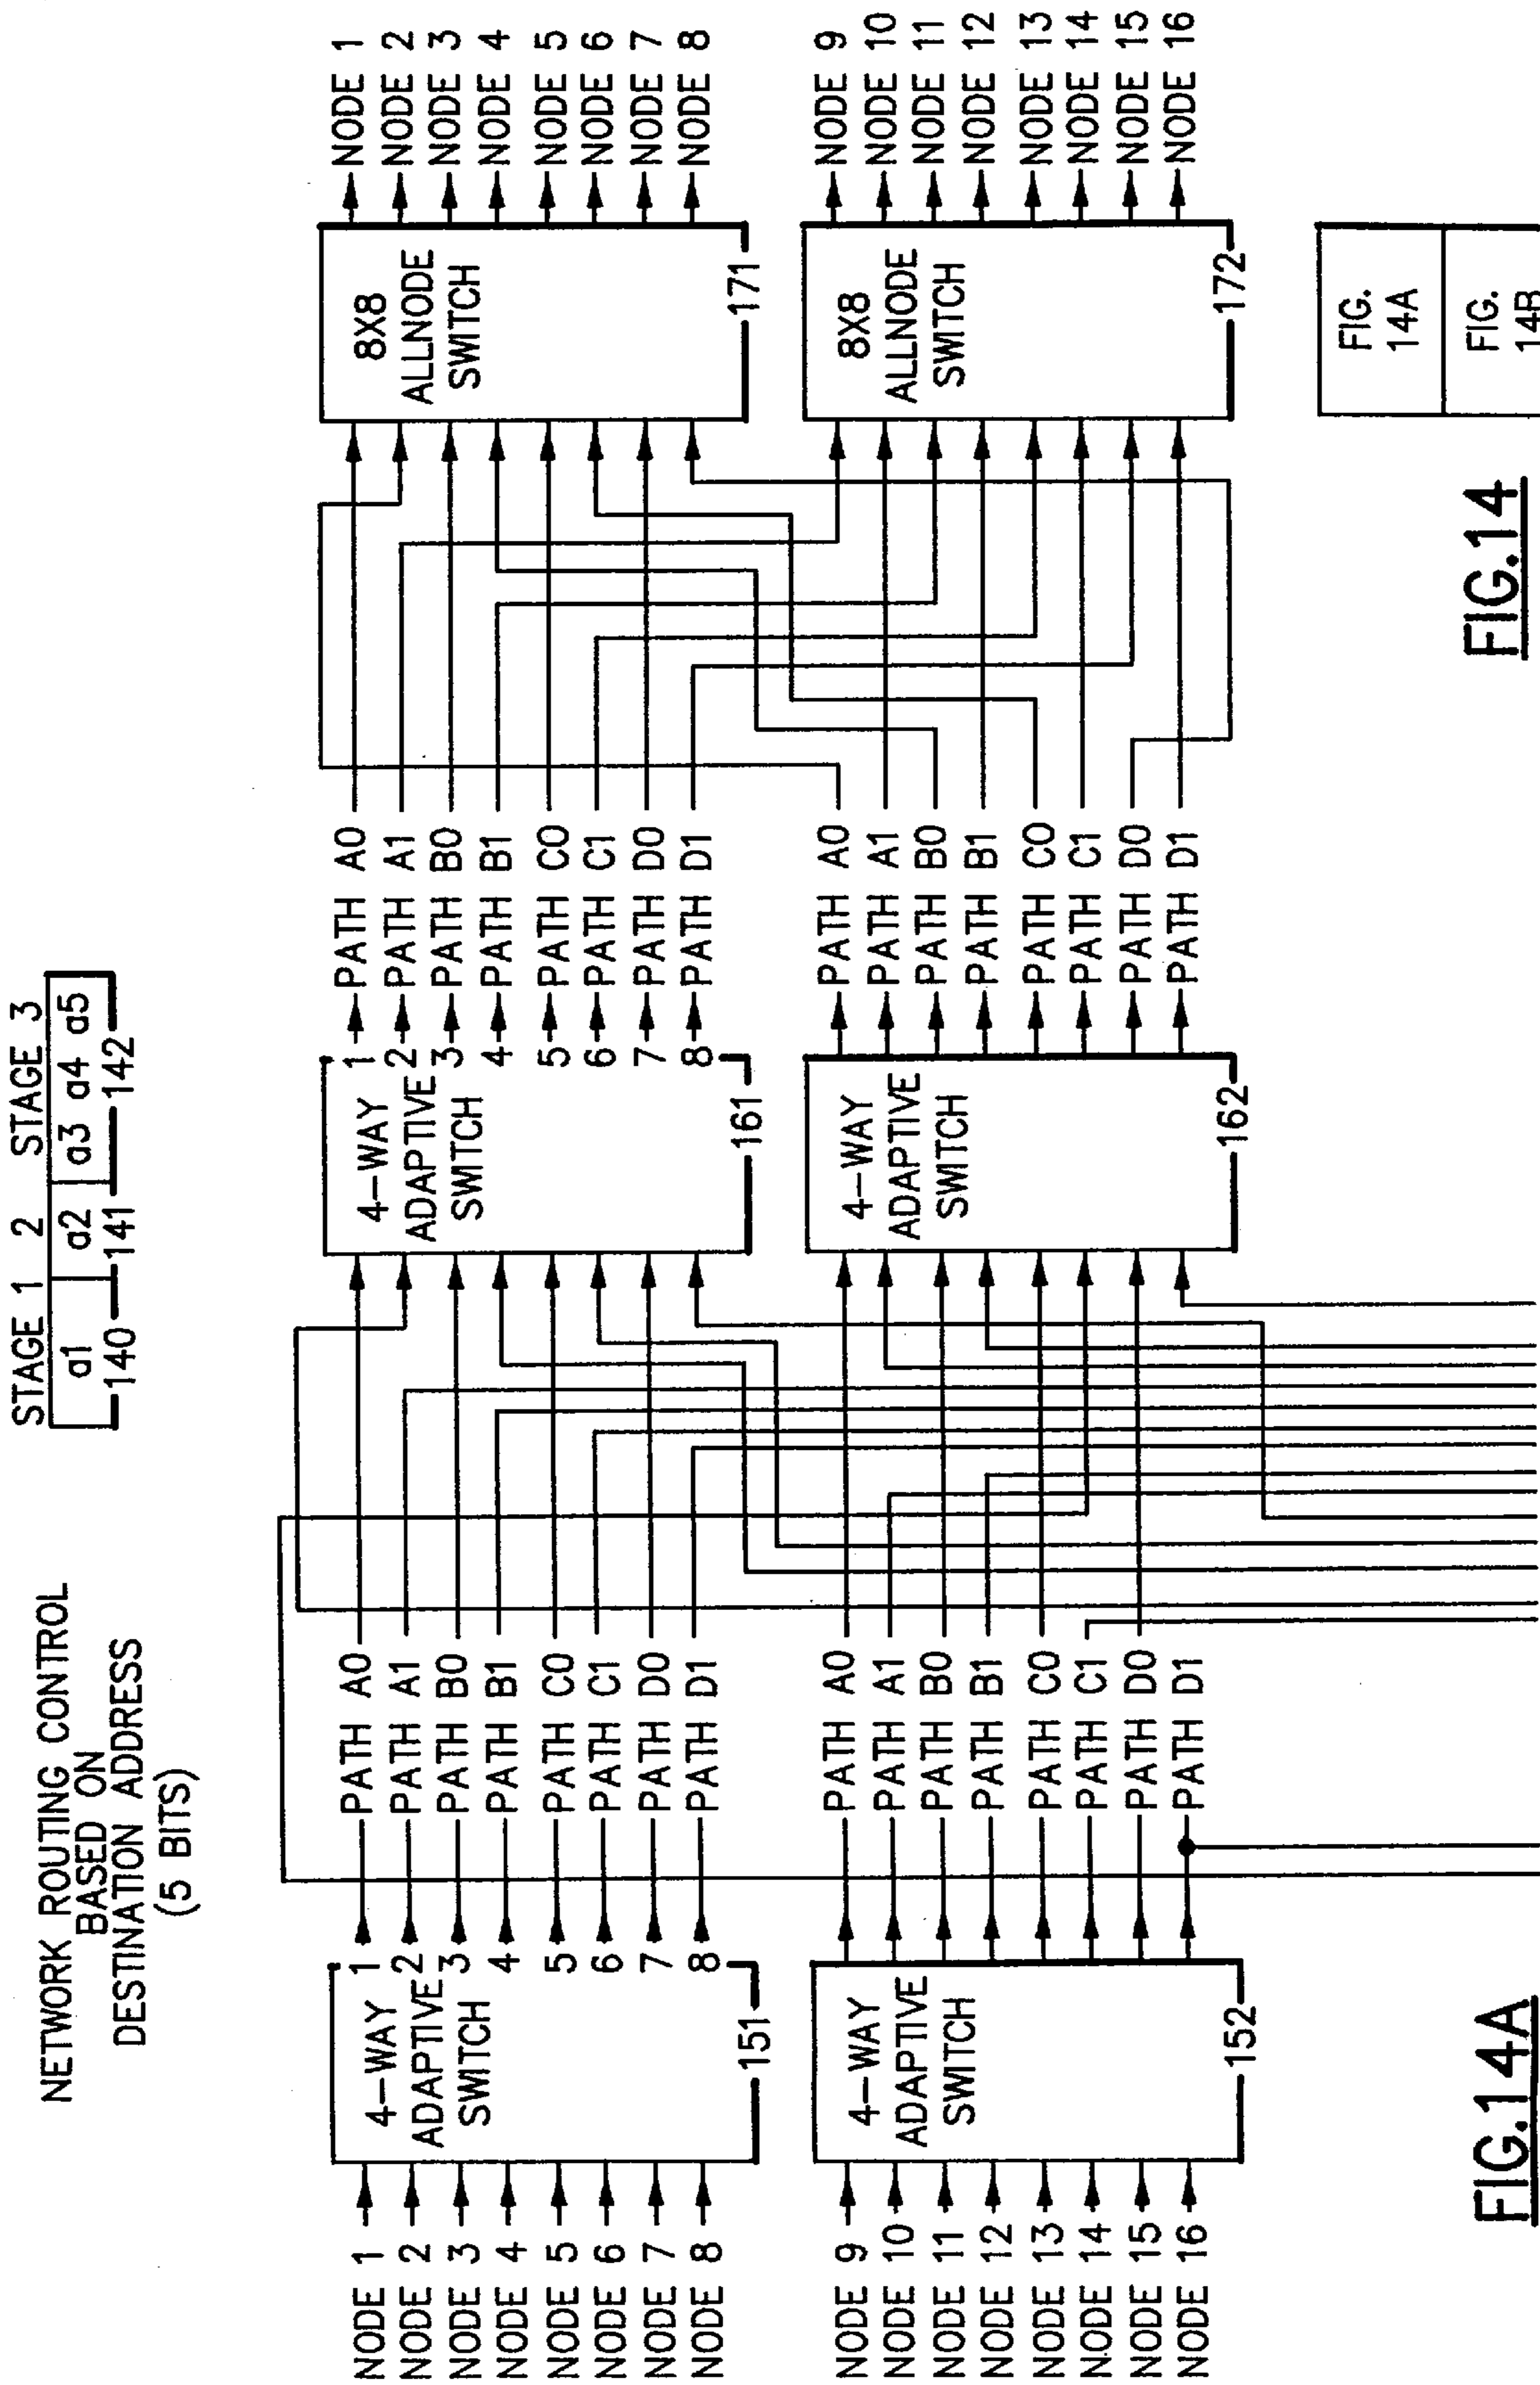 NETWORK ROUTING CONTROL
BASED ON
DESTINATION ADDRESS
(5 BITS)
STAGE 1 2 STAGE 3
a1 a2 a3 a4 a5
140 141 142
NODE 1
NODE 2
NODE 3
NODE 4
NODE 5
NODE 6
NODE 7
NODE 8
4-WAY
ADAPTIVE
SWITCH
1
2
3
4
5
6
7
8
151
PATH A0
PATH A1
PATH B0
PATH B1
PATH C0
PATH C1
PATH D0
PATH D1
4-WAY
ADAPTIVE
SWITCH
1
2
3
4
5
6
7
8
161
PATH A0
PATH A1
PATH B0
PATH B1
PATH C0
PATH C1
PATH D0
PATH D1
8X8
ALLNODE
SWITCH
171
NODE 1
NODE 2
NODE 3
NODE 4
NODE 5
NODE 6
NODE 7
NODE 8
NODE 9
NODE 10
NODE 11
NODE 12
NODE 13
NODE 14
NODE 15
NODE 16
4-WAY
ADAPTIVE
SWITCH
152
PATH A0
PATH A1
PATH B0
PATH B1
PATH C0
PATH C1
PATH D0
PATH D1
4-WAY
ADAPTIVE
SWITCH
162
PATH A0
PATH A1
PATH B0
PATH B1
PATH C0
PATH C1
PATH D0
PATH D1
8X8
ALLNODE
SWITCH
172
NODE 9
NODE 10
NODE 11
NODE 12
NODE 13
NODE 14
NODE 15
NODE 16
FIG.14A
FIG.14
FIG.
14A
FIG.
14B